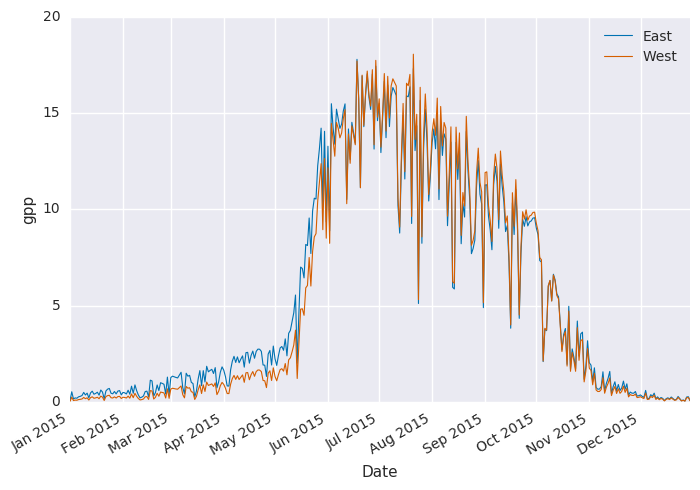 20
15
10
5
0
gpp
East
West
Jan 2015
Feb 2015
Mar 2015
Apr 2015
May 2015
Jun 2015
Jul 2015
Aug 2015
Sep 2015
Oct 2015
Nov 2015
Dec 2015
Date